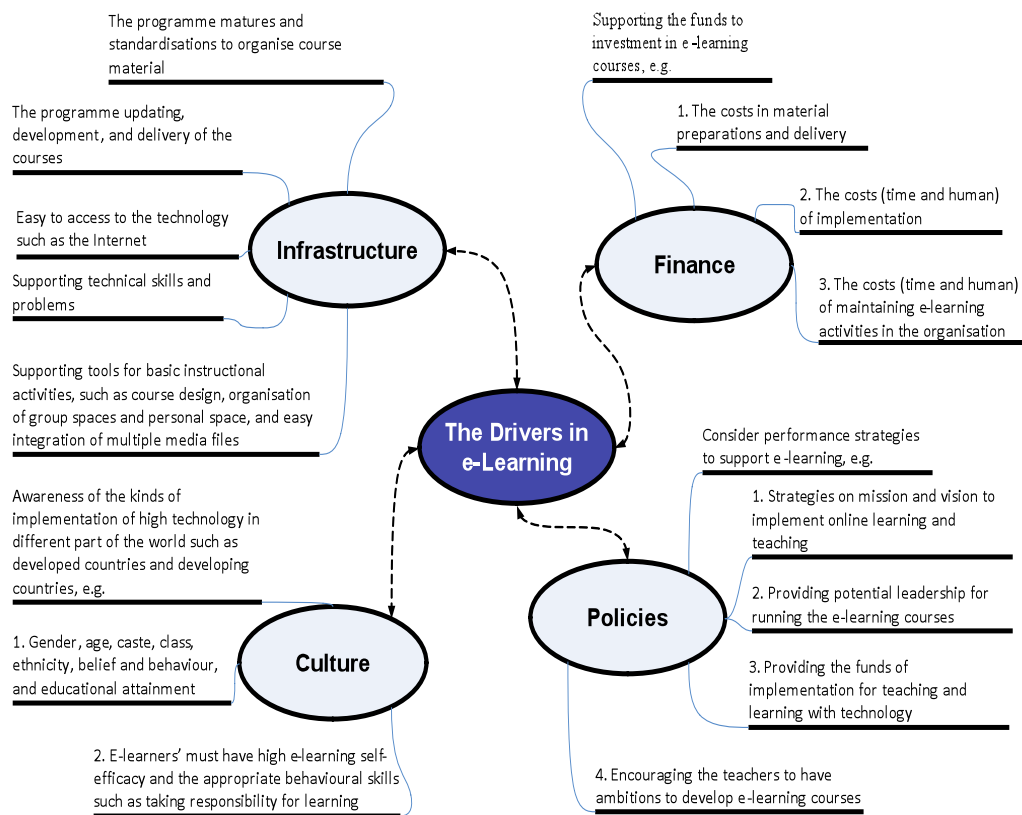 The programme matures and
standardisations to organise course
material
The programme updating,
development, and delivery of the
courses
Easy to access to the technology
such as the Internet
Supporting technical skills and
problems
Supporting tools for basic instructional
activities, such as course design, organisation
of group spaces and personal space, and easy
integration of multiple media files
Infrastructure
Supporting the funds to
investment in e-learning
courses, e.g.
1. The costs in material
preparations and delivery
2. The costs (time and human)
of implementation
3. The costs (time and human)
of maintaining e-learning
activities in the organisation
Finance
The Drivers in
e-Learning
Awareness of the kinds of
implementation of high technology in
different part of the world such as
developed countries and developing
countries, e.g.
1. Gender, age, caste, class,
ethnicity, belief and behaviour,
and educational attainment
2. E-learners’ must have high e-learning self-
efficacy and the appropriate behavioural skills
such as taking responsibility for learning
Culture
Consider performance strategies
to support e-learning, e.g.
1. Strategies on mission and vision to
implement online learning and
teaching
2. Providing potential leadership for
running the e-learning courses
3. Providing the funds of
implementation for teaching and
learning with technology
4. Encouraging the teachers to have
ambitions to develop e-learning courses
Policies